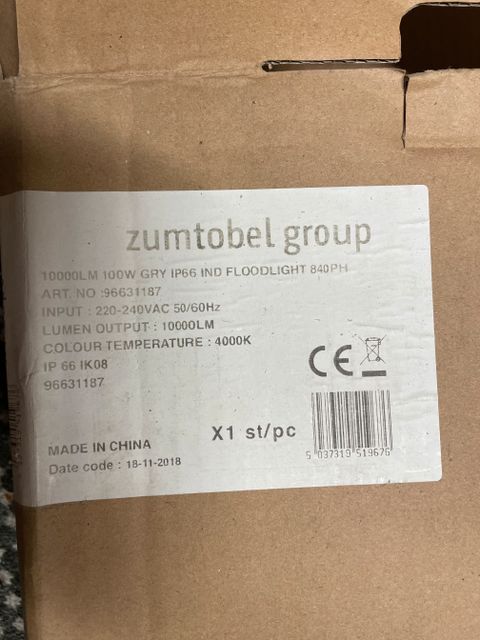 zumtobel group
10000LM 100W GRY IP66 IND FLOODLIGHT 840PH
ART. NO :96631187
INPUT : 220-240VAC 50/60Hz
LUMEN OUTPUT : 10000LM
COLOUR TEMPERATURE : 4000K
IP 66 IK08
96631187
CE
X1 st/pc
MADE IN CHINA
Date code : 18-11-2018
5 037319 519676